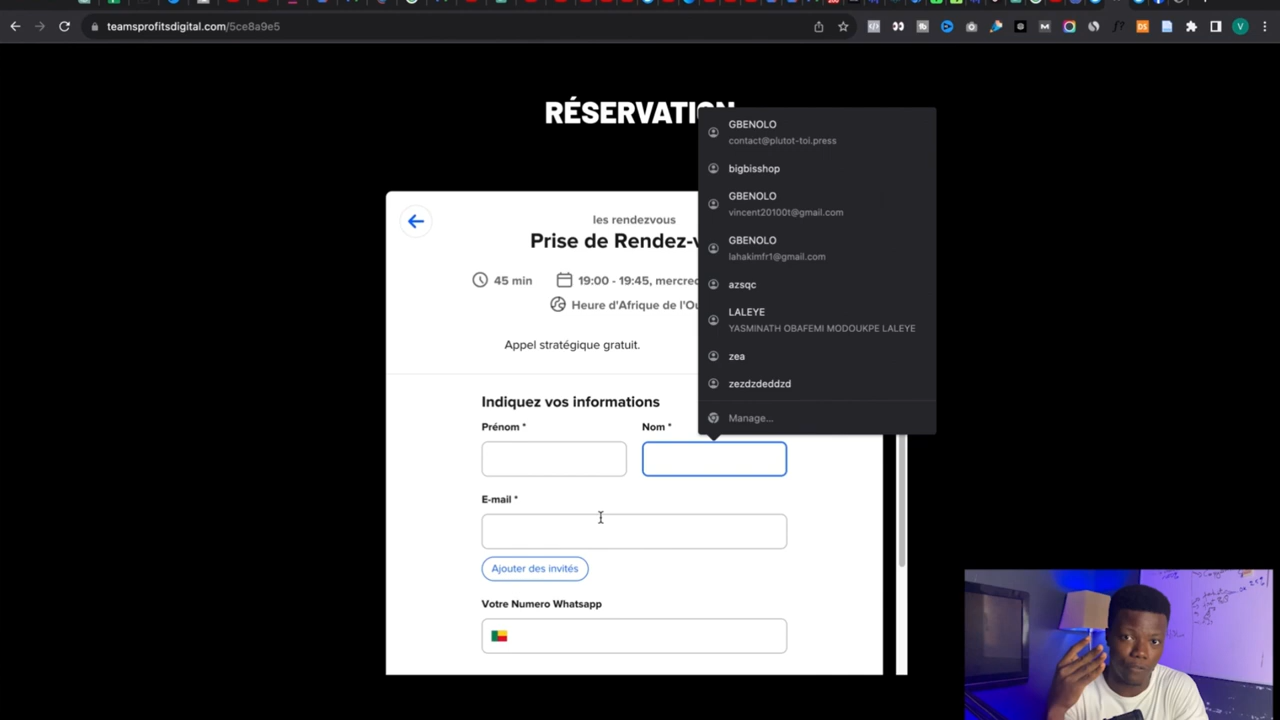 teamsprofitsdigital.com/5ce8a9e5
RÉSERVATION
les rendezvous
Prise de Rendez-v
45 min
19:00 - 19:45, mercred
Heure d'Afrique de l'Ou
Appel stratégique gratuit.
GBENOLO
contact@plutot-toi.press
bigbisshop
GBENOLO
vincent20100t@gmail.com
GBENOLO
lahakimfr1@gmail.com
azsqc
LALEYE
YASMINATH OBAFEMI MODOUKPE LALEYE
zea
zezdzdeddzd
Manage...
Indiquez vos informations
Prénom * Nom *
E-mail *
Ajouter des invités
Votre Numero Whatsapp